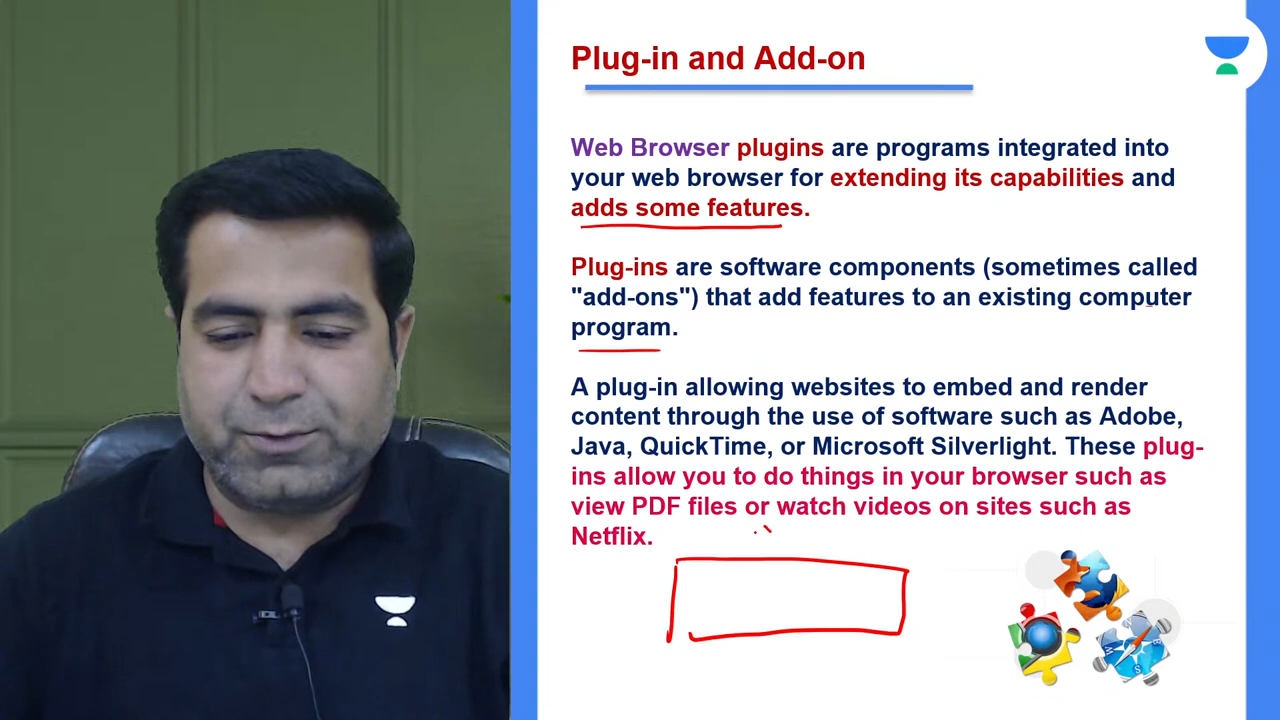 Plug-in and Add-on
Web Browser plugins are programs integrated into
your web browser for extending its capabilities and
adds some features.
Plug-ins are software components (sometimes called
"add-ons") that add features to an existing computer
program.
A plug-in allowing websites to embed and render
content through the use of software such as Adobe,
Java, QuickTime, or Microsoft Silverlight. These plug-
ins allow you to do things in your browser such as
view PDF files or watch videos on sites such as
Netflix.